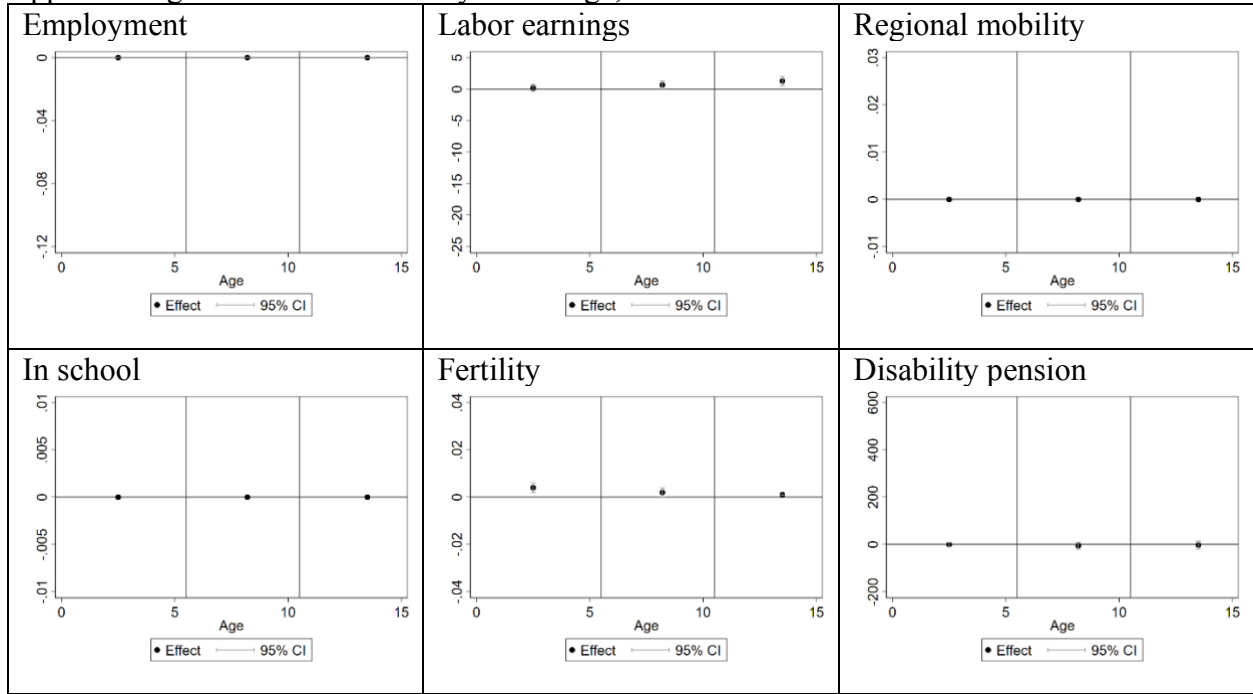 Employment
0
-.04
-.08
-.12
0 5 10 15
Age
Effect 95% CI
Labor earnings
5
0
-5
-10
-15
-20
-25
0 5 10 15
Age
Effect 95% CI
Regional mobility
.03
.02
.01
0
-.01
0 5 10 15
Age
Effect 95% CI
In school
.01
.005
0
-.005
-.01
0 5 10 15
Age
Effect 95% CI
Fertility
.04
.02
0
-.02
-.04
0 5 10 15
Age
Effect 95% CI
Disability pension
600
400
200
0
-200
0 5 10 15
Age
Effect 95% CI